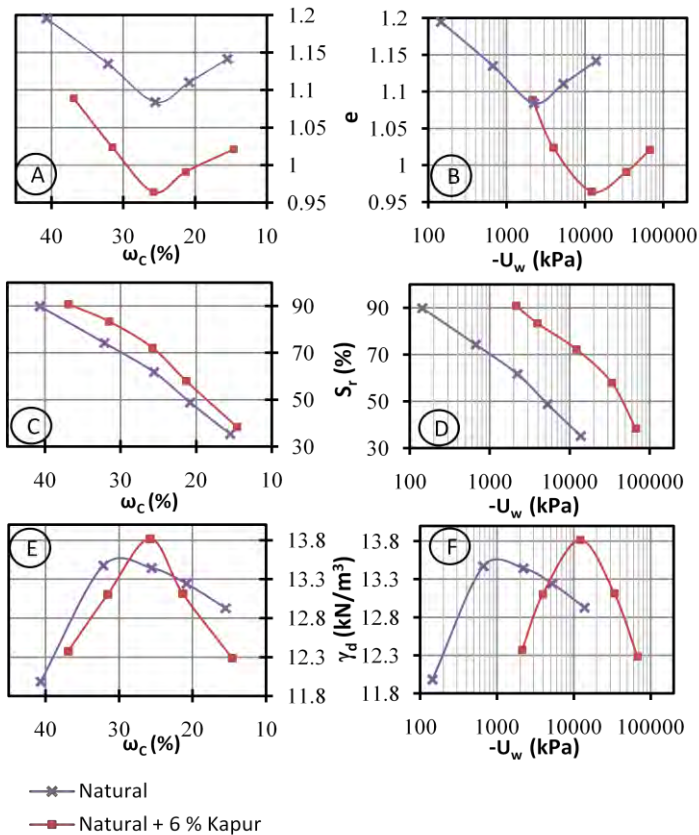 1.2
1.15
1.1
1.05
1
0.95
A
40 30 20 10
ω_C (%)
e
1.2
1.15
1.1
1.05
1
0.95
B
100 1000 10000 100000
-U_w (kPa)
90
70
50
30
C
40 30 20 10
ω_C (%)
S_r (%)
90
70
50
30
D
100 1000 10000 100000
-U_w (kPa)
13.8
13.3
12.8
12.3
11.8
E
40 30 20 10
ω_C (%)
γ_d (kN/m³)
13.8
13.3
12.8
12.3
11.8
F
100 1000 10000 100000
-U_w (kPa)
Natural
Natural + 6 % Kapur